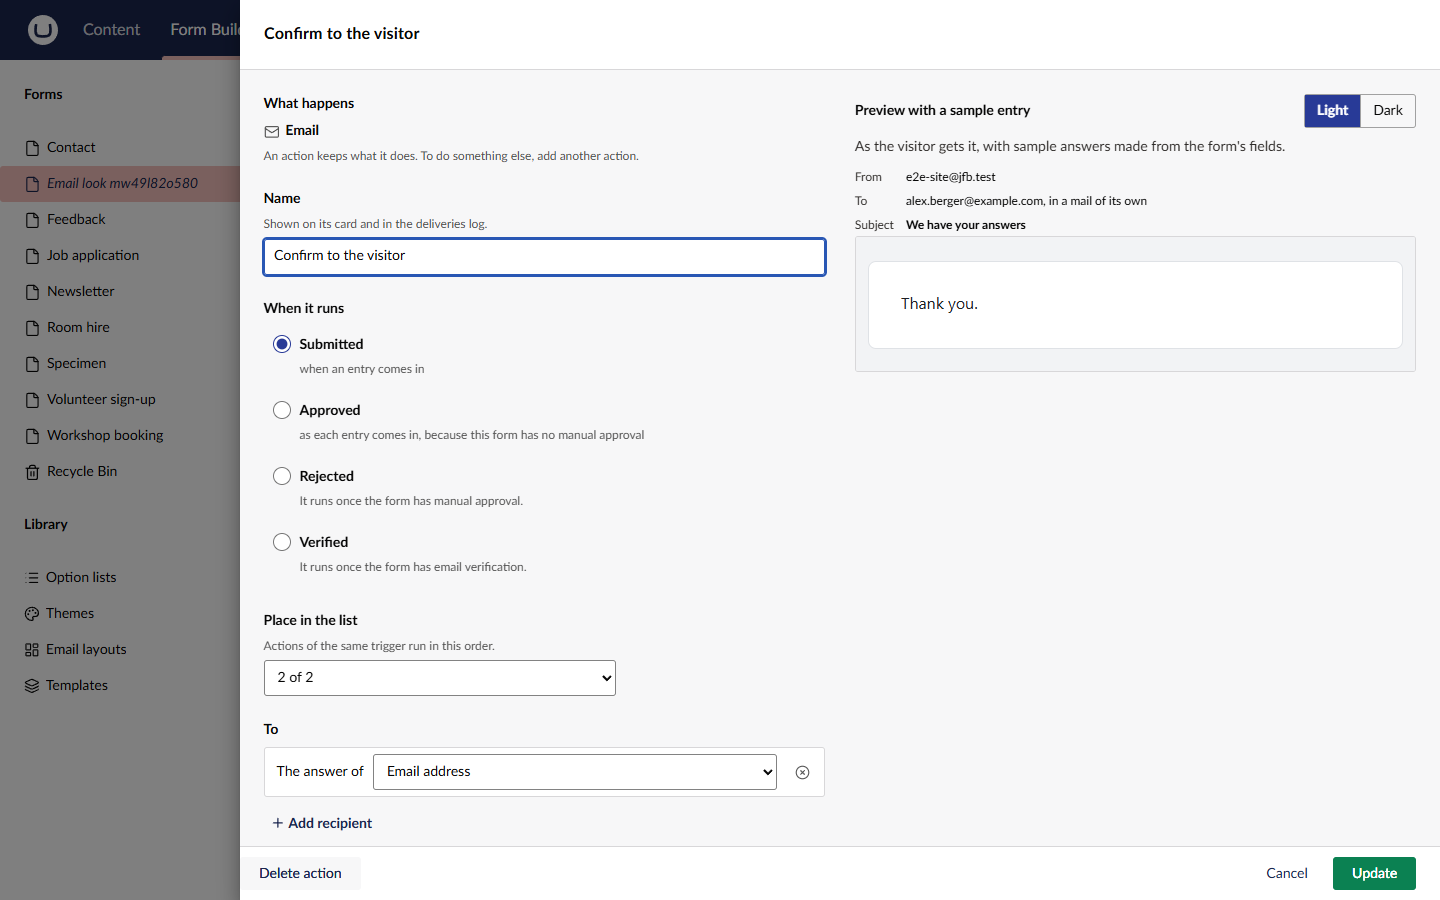 Content
Form Buil
Forms
Contact
Email look mw49l82o580
Feedback
Job application
Newsletter
Room hire
Specimen
Volunteer sign-up
Workshop booking
Recycle Bin
Library
Option lists
Themes
Email layouts
Templates
Confirm to the visitor
What happens
Email
An action keeps what it does. To do something else, add another action.
Name
Shown on its card and in the deliveries log.
Confirm to the visitor
When it runs
Submitted
when an entry comes in
Approved
as each entry comes in, because this form has no manual approval
Rejected
It runs once the form has manual approval.
Verified
It runs once the form has email verification.
Place in the list
Actions of the same trigger run in this order.
2 of 2
To
The answer of Email address
+ Add recipient
Preview with a sample entry
Light Dark
As the visitor gets it, with sample answers made from the form's fields.
From e2e-site@jfb.test
To alex.berger@example.com, in a mail of its own
Subject We have your answers
Thank you.
Delete action
Cancel
Update